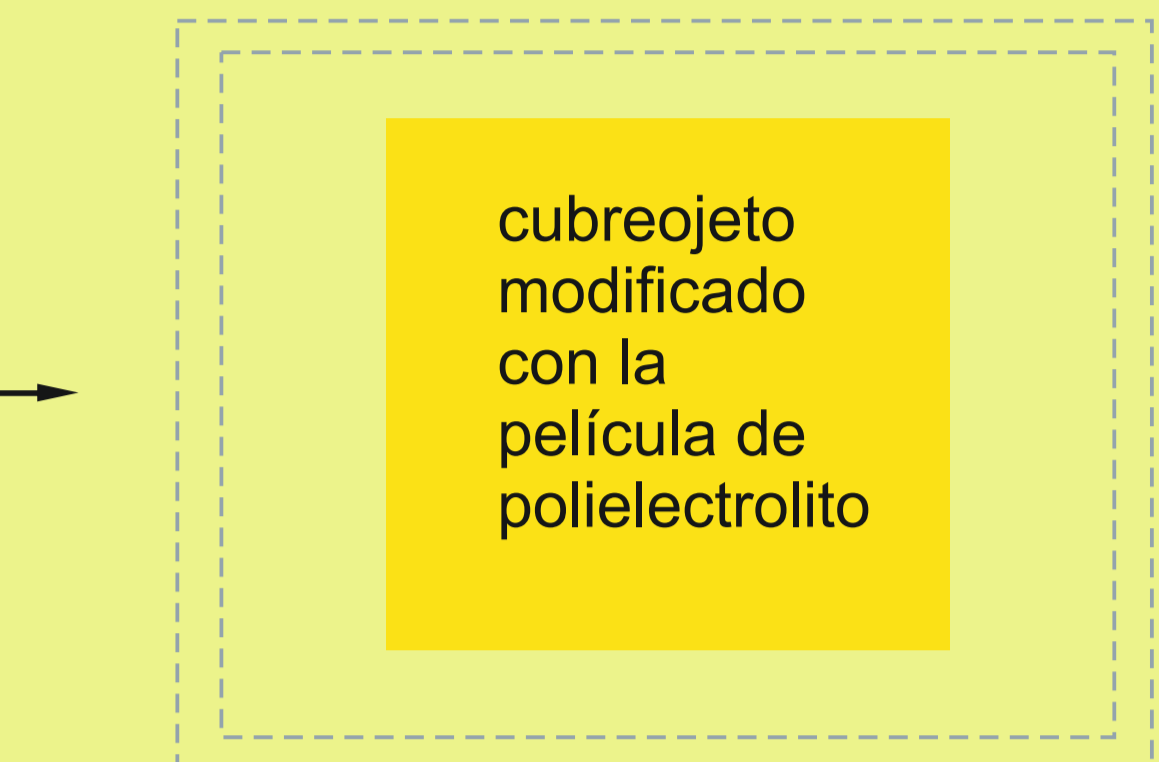 cubreojeto
modificado
con la
película de
polielectrolito